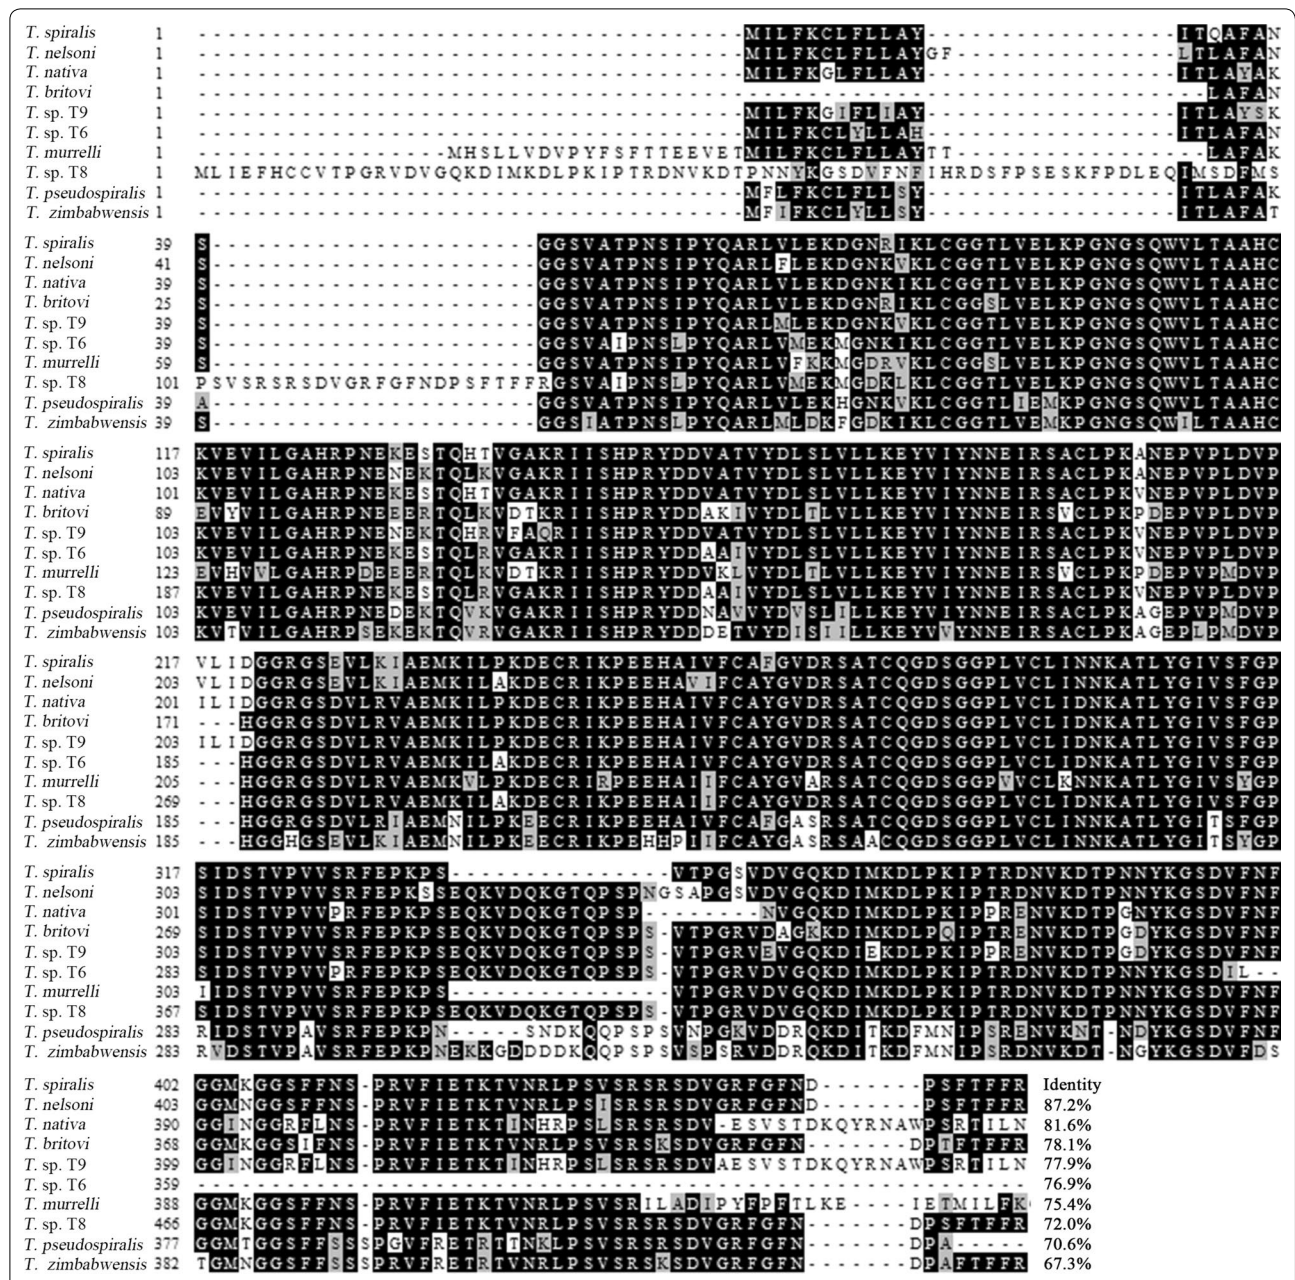 T. spiralis 1 -------------------------------------MILFKCLFLLAY-----------------ITQAFAN
T. nelsoni 1 -------------------------------------MILFKCLFLLAYGF---------------LTLAFAN
T. nativa 1 -------------------------------------MILFKGLFLLAY-----------------ITLAYAK
T. britovi 1 --------------------------------------------------------------------LAFAN
T. sp. T9 1 -------------------------------------MILFKGIFLIAY-----------------ITLAYSK
T. sp. T6 1 -------------------------------------MILFKCLYLLAH-----------------ITLAFAN
T. murrelli 1 -----------------MHSLLVDVPYFSFTTEEVETMILFKCLFLLAYTT-----------------LAFAK
T. sp. T8 1 MLIEFHCCVTPGRVDVGQKDIMKDLPKIPTRDNVKDTPNNYKGSDVFNFIHRDSFPSESKFPDLEQIMSDFMS
T. pseudospiralis 1 -------------------------------------MFLFKCLFLLSY-----------------ITLAFAK
T. zimbabwensis 1 -------------------------------------MFIFKCLYLLSY-----------------ITLAFAT
T. spiralis 39 S----------------------GGSVATPNSIPYQARLVLEKDGNRIKLCGGTLVELKPGNGSQWVLTAAHC
T. nelsoni 41 S----------------------GGSVATPNSIPYQARLFLEKDGNKVKLCGGTLVELKPGNGSQWVLTAAHC
T. nativa 39 S----------------------GGSVATPNSIPYQARLVLEKDGNKIKLCGGTLVELKPGNGSQWVLTAAHC
T. britovi 25 S----------------------GGSVATPNSIPYQARLVLEKDGNRIKLCGGSLVELKPGNGSQWVLTAAHC
T. sp. T9 39 S----------------------GGSVATPNSIPYQARLMLEKDGNKVKLCGGTLVELKPGNGSQWVLTAAHC
T. sp. T6 39 S----------------------GGSVAIPNSLPYQARLVMEKMGNKIKLCGGTLVELKPGNGSQWVLTAAHC
T. murrelli 59 S----------------------GGSVATPNSIPYQARLVFKKMGDRVKLCGGSLVELKPGNGSQWVLTAAHC
T. sp. T8 101 PSVSRSRSDVGRFGFNDPSFTFFRGSVAIPNSLPYQARLVMEKMGDKLKLCGGTLVELKPGNGSQWVLTAAHC
T. pseudospiralis 39 A----------------------GGSVATPNSIPYQARLVLEKHGNKVKLCGGTLIEMKPGNGSQWVLTAAHC
T. zimbabwensis 39 S----------------------GGSIATPNSLPYQARLMLDKFGDKIKLCGGTLVEMKPGNGSQWILTAAHC
T. spiralis 117 KVEVILGAHRPNEKESTQHTVGAKRIISHPRYDDVATVYDLSLVLLKEYVIYNNEIRSACLPKANEPVPLDVP
T. nelsoni 103 KVEVILGAHRPNENEKTQLKVGAKRIISHPRYDDVATVYDLSLVLLKEYVIYNNEIRSACLPKANEPVPLDVP
T. nativa 101 KVEVILGAHRPNEKESTQHTVGAKRIISHPRYDDVATVYDLSLVLLKEYVIYNNEIRSACLPKVNEPVPLDVP
T. britovi 89 EVYVILGAHRPNEEERTQLKVDTKRIISHPRYDDAKIVYDLTLVLLKEYVIYNNEIRSVCLPKPDEPVPLDVP
T. sp. T9 103 KVEVILGAHRPNENEKTQHRVFAQRIISHPRYDDVATVYDLSLVLLKEYVIYNNEIRSACLPKVNEPVPLDVP
T. sp. T6 103 KVEVILGAHRPNEKESTQLRVGAKRIISHPRYDDAAIVYDLSLVLLKEYVIYNNEIRSACLPKVNEPVPLDVP
T. murrelli 123 EVHVVLGAHRPDEEERTQLKVDTKRIISHPRYDDVKLVYDLTLVLLKEYVIYNNEIRSVCLPKPDEPVPMDVP
T. sp. T8 187 KVEVILGAHRPNEKESTQLRVGAKRIISHPRYDDAAIVYDLSLVLLKEYVIYNNEIRSACLPKVNEPVPLDVP
T. pseudospiralis 103 KVEVILGAHRPNEDEKTQVKVGAKRIISHPRYDDNAVVYDVSLILLKEYVIYNNEIRSACLPKAGEPVPMDVP
T. zimbabwensis 103 KVTVILGAHRPSEKEKTQVRVGAKRIISHPRYDDDETVYDISIILLKEYVVYNNEIRSACLPKAGEPLPMDVP
T. spiralis 217 VLIDGGRGSEVLKIAEMKILPKDECRIKPEEHAIVFCAFGVDRSATCQGDSGGPLVCLINNKATLYGIVSFGP
T. nelsoni 203 VLIDGGRGSEVLKIAEMKILAKDECRIKPEEHAVIFCAYGVDRSATCQGDSGGPLVCLINNKATLYGIVSFGP
T. nativa 201 ILIDGGRGSDVLRVAEMKILPKDECRIKPEEHAIVFCAYGVDRSATCQGDSGGPLVCLIDNKATLYGIVSFGP
T. britovi 171 ---HGGRGSDVLRVAEMKILPKDECRIKPEEHAIVFCAYGVDRSATCQGDSGGPLVCLIDNKATLYGIVSFGP
T. sp. T9 203 ILIDGGRGSDVLRVAEMKILPKDECRIKPEEHAIVFCAYGVDRSATCQGDSGGPLVCLIDNKATLYGIVSFGP
T. sp. T6 185 ---HGGRGSDVLRVAEMKILAKDECRIKPEEHAIVFCAYGVDRSATCQGDSGGPLVCLIDNKATLYGIVSFGP
T. murrelli 205 ---HGGRGSDVLRVAEMKVLPKDECRIRPEEHAIIFCAYGVARSATCQGDSGGPVVCLKNNKATLYGIVSYGP
T. sp. T8 269 ---HGGRGSDVLRVAEMKILAKDECRIKPEEHAIIFCAYGVDRSATCQGDSGGPLVCLIDNKATLYGIVSFGP
T. pseudospiralis 185 ---HGGRGSDVLRIAEMNILPKEECRIKPEEHAIVFCAFGASRSATCQGDSGGPLVCLINNKATLYGITSFGP
T. zimbabwensis 185 ---HGGHGSEVLKIAEMNILPKEECRIKPEHHPIIFCAYGASRSAACQGDSGGPLVCLINNKATLYGITSYGP
T. spiralis 317 SIDSTVPVVSRFEPKPS---------------VTPGSVDVGQKDIMKDLPKIPTRDNVKDTPNNYKGSDVFNF
T. nelsoni 303 SIDSTVPVVSRFEPKSSEQKVDQKGTQPSPNGSAPGSVDVGQKDIMKDLPKIPTRDNVKDTPNNYKGSDVFNF
T. nativa 301 SIDSTVPVVPRFEPKPSEQKVDQKGTQPSP--------NVGQKDIMKDLPKIPPRENVKDTPGNYKGSDVFNF
T. britovi 269 SIDSTVPVVSRFEPKPSEQKVDQKGTQPSPS-VTPGRVDAGKKDIMKDLPQIPTRENVKDTPGDYKGSDVFNF
T. sp. T9 303 SIDSTVPVVSRFEPKPSEQKVDQKGTQPSPS-VTPGRVEVGQKDIEKDLPKIPPRENVKDTPGDYKGSDVFNF
T. sp. T6 283 SIDSTVPVVPRFEPKPSEQKVDQKGTQPSPS-VTPGRVDVGQKDIMKDLPKIPTRDNVKDTPNNYKGSDIL--
T. murrelli 303 IIDSTVPVVSRFEPKPS---------------VTPGRVDVGQKDIMKDLPKIPTRDNVKDTPNNYKGSDVFNF
T. sp. T8 367 SIDSTVPVVSRFEPKPSEQKVDQKGTQPSPS-VTPGRVDVGQKDIMKDLPKIPTRDNVKDTPNNYKGSDVFNF
T. pseudospiralis 283 RIDSTVPAVSRFEPKPN-----SNDKQQPSPSVNPGKVDDRQKDITKDFMNIPSRENVKNT-NDYKGSDVFNF
T. zimbabwensis 283 RVDSTVPAVSRFEPKPNEKKGDDDDKQQPSPSVSPSRVDDRQKDITKDFMNIPSRDNVKDT-NGYKGSDVFDS
T. spiralis 402 GGMKGGSFFNS-PRVFIETKTVNRLPSVSRSRSDVGRFGFND-------PSFTFFR Identity
T. nelsoni 403 GGMNGGSFFNS-PRVFIETKTVNRLPSISRSRSDVGRFGFND-------PSFTFFR 87.2%
T. nativa 390 GGINGGRFLNS-PRVFIETKTINHRPSLSRSRSDV-ESVSTDKQYRNAWPSRTILN 81.6%
T. britovi 368 GGMKGGSIFNS-PRVFIETKTVNRLPSVSRSKSDVGRFGFN-------DPTFTFFR 78.1%
T. sp. T9 399 GGINGGRFLNS-PRVFIETKTINHRPSLSRSRSDVAESVSTDKQYRNAWPSRTILN 77.9%
T. sp. T6 359 -------------------------------------------------------- 76.9%
T. murrelli 388 GGMKGGSFFNS-PRVFIETKTVNRLPSVSRILADIPYFPFTLKE----IETMILFK 75.4%
T. sp. T8 466 GGMKGGSFFNS-PRVFIETKTVNRLPSVSRSRSDVGRFGFN-------DPSFTFFR 72.0%
T. pseudospiralis 377 GGMTGGSFFSSSPGVFRETRTTNKLPSVSRSRSDVGRFGFN-------DPA----- 70.6%
T. zimbabwensis 382 TGMNGGSFFSSSPRVFRETRTVNRLPSVSRSKSDVGRFGFN-------DPAFTFFR 67.3%